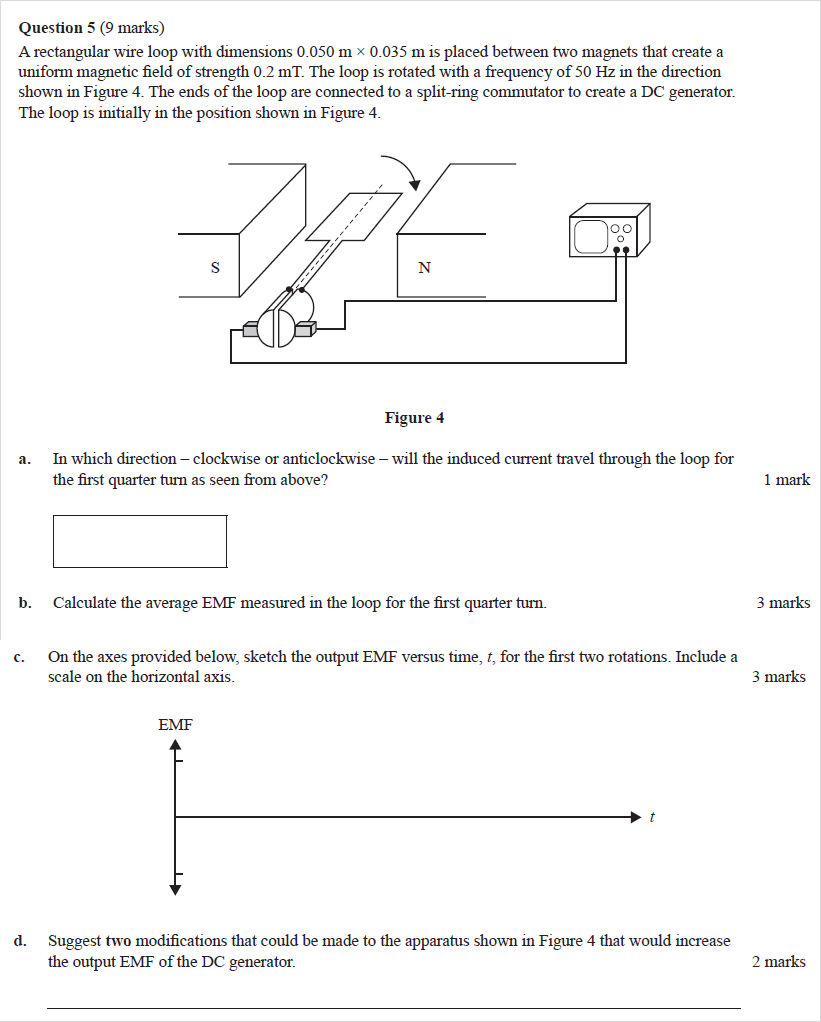 Question 5 (9 marks)
A rectangular wire loop with dimensions 0.050 m × 0.035 m is placed between two magnets that create a
uniform magnetic field of strength 0.2 mT. The loop is rotated with a frequency of 50 Hz in the direction
shown in Figure 4. The ends of the loop are connected to a split-ring commutator to create a DC generator.
The loop is initially in the position shown in Figure 4.
S
N
Figure 4
a. In which direction – clockwise or anticlockwise – will the induced current travel through the loop for
the first quarter turn as seen from above? 1 mark
b. Calculate the average EMF measured in the loop for the first quarter turn. 3 marks
c. On the axes provided below, sketch the output EMF versus time, t, for the first two rotations. Include a
scale on the horizontal axis. 3 marks
EMF
t
d. Suggest two modifications that could be made to the apparatus shown in Figure 4 that would increase
the output EMF of the DC generator. 2 marks